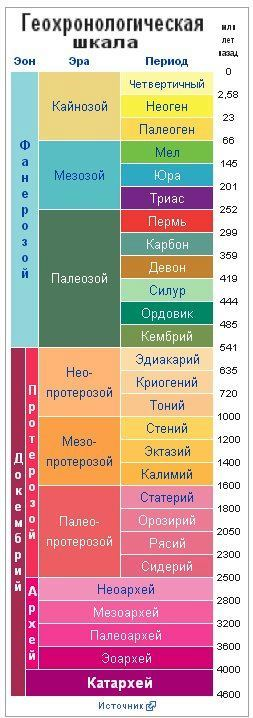 Геохронологическая
шкала
млн
лет
назад
Эон Эра Период
0
Фанерозой
Кайнозой
Четвертичный
2,58
Неоген
23
Палеоген
66
Мезозой
Мел
145
Юра
201
Триас
252
Палеозой
Пермь
299
Карбон
359
Девон
419
Силур
444
Ордовик
485
Кембрий
541
Докембрий
Протерозой
Нео-
протерозой
Эдиакарий
635
Криогений
720
Тоний
1000
Мезо-
протерозой
Стений
1200
Эктазий
1400
Калимий
1600
Палео-
протерозой
Статерий
1800
Орозирий
2050
Рясий
2300
Сидерий
2500
Архей
Неоархей
2800
Мезоархей
3200
Палеоархей
3600
Эоархей
4000
Катархей
4600
Источник